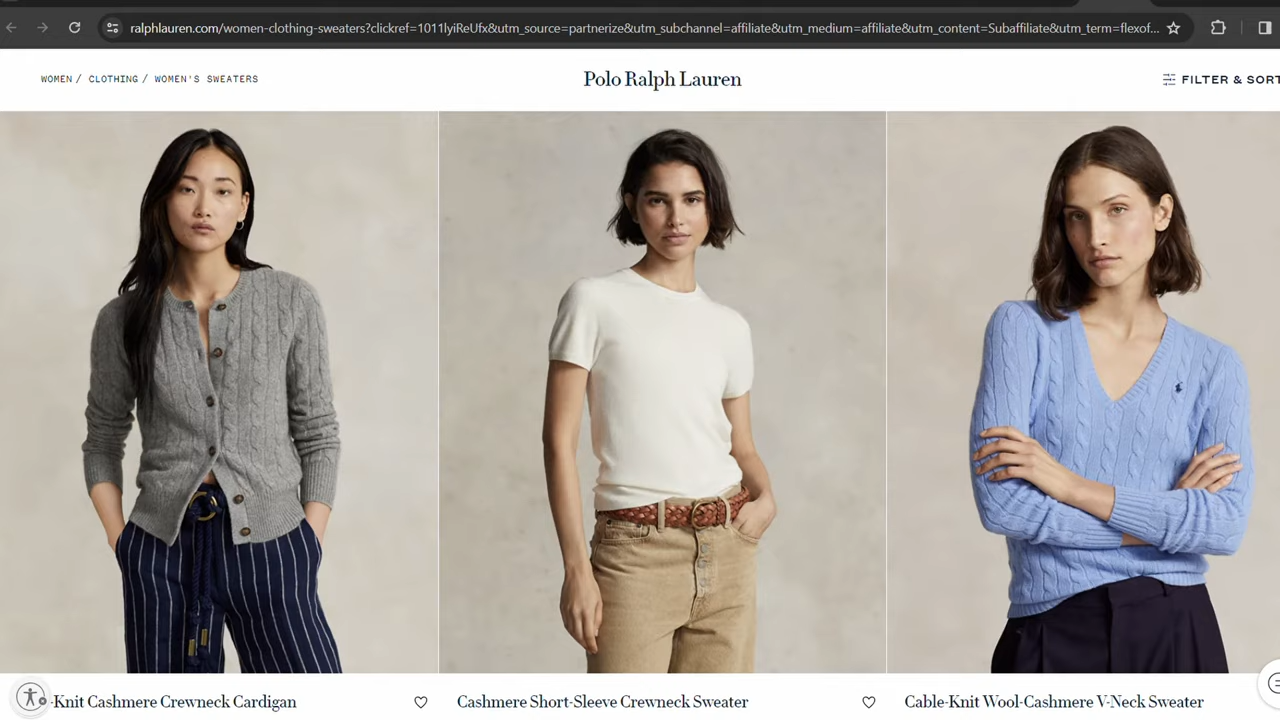 ralphlauren.com/women-clothing-sweaters?clickref=1011lyiReUfx&utm_source=partnerize&utm_subchannel=affiliate&utm_medium=affiliate&utm_content=Subaffiliate&utm_term=flexof...
WOMEN / CLOTHING / WOMEN'S SWEATERS
Polo Ralph Lauren
FILTER & SORT
-Knit Cashmere Crewneck Cardigan
Cashmere Short-Sleeve Crewneck Sweater
Cable-Knit Wool-Cashmere V-Neck Sweater